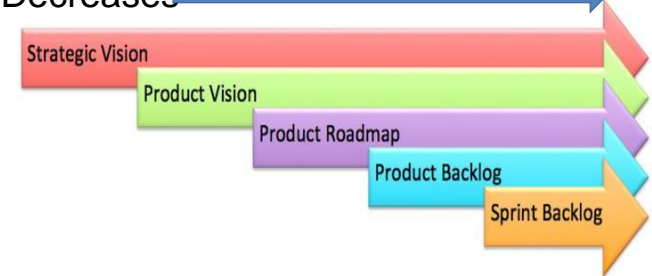 Decreases
Strategic Vision
Product Vision
Product Roadmap
Product Backlog
Sprint Backlog